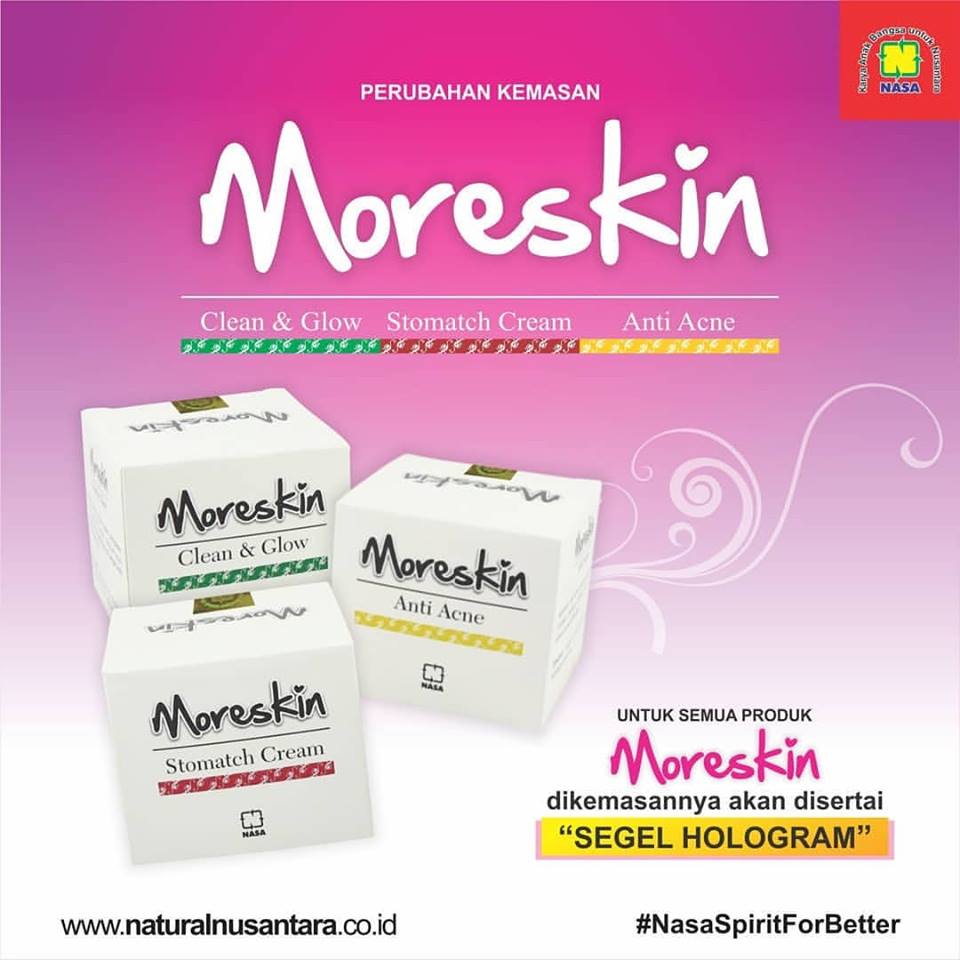 Karya Anak Bangsa untuk Nusantara
NASA
PERUBAHAN KEMASAN
Moreskin
Clean & Glow Stomatch Cream Anti Acne
Moreskin
Moreskin
Clean & Glow
Moreskin
Moreskin
Anti Acne
NASA
Moreskin
Moreskin
Stomatch Cream
NASA
UNTUK SEMUA PRODUK
Moreskin
dikemasannya akan disertai
“SEGEL HOLOGRAM”
www.naturalnusantara.co.id
#NasaSpiritForBetter